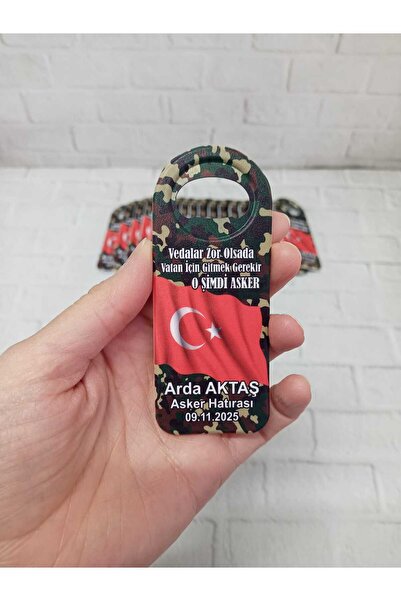 Vedalar Zor Olsada
Vatan İçin Gitmek Gerekir
O ŞİMDİ ASKER
Arda AKTAŞ
Asker Hatırası
09.11.2025